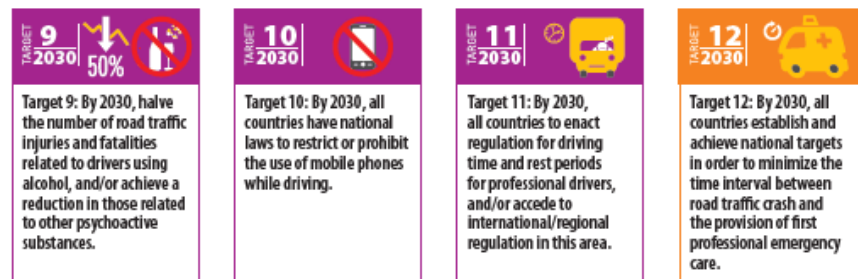 TARGET 9 2030 50%
Target 9: By 2030, halve
the number of road traffic
injuries and fatalities
related to drivers using
alcohol, and/or achieve a
reduction in those related
to other psychoactive
substances.
TARGET 10 2030
Target 10: By 2030, all
countries have national
laws to restrict or prohibit
the use of mobile phones
while driving.
TARGET 11 2030
Target 11: By 2030,
all countries to enact
regulation for driving
time and rest periods
for professional drivers,
and/or accede to
international/regional
regulation in this area.
TARGET 12 2030
Target 12: By 2030, all
countries establish and
achieve national targets
in order to minimize the
time interval between
road traffic crash and
the provision of first
professional emergency
care.